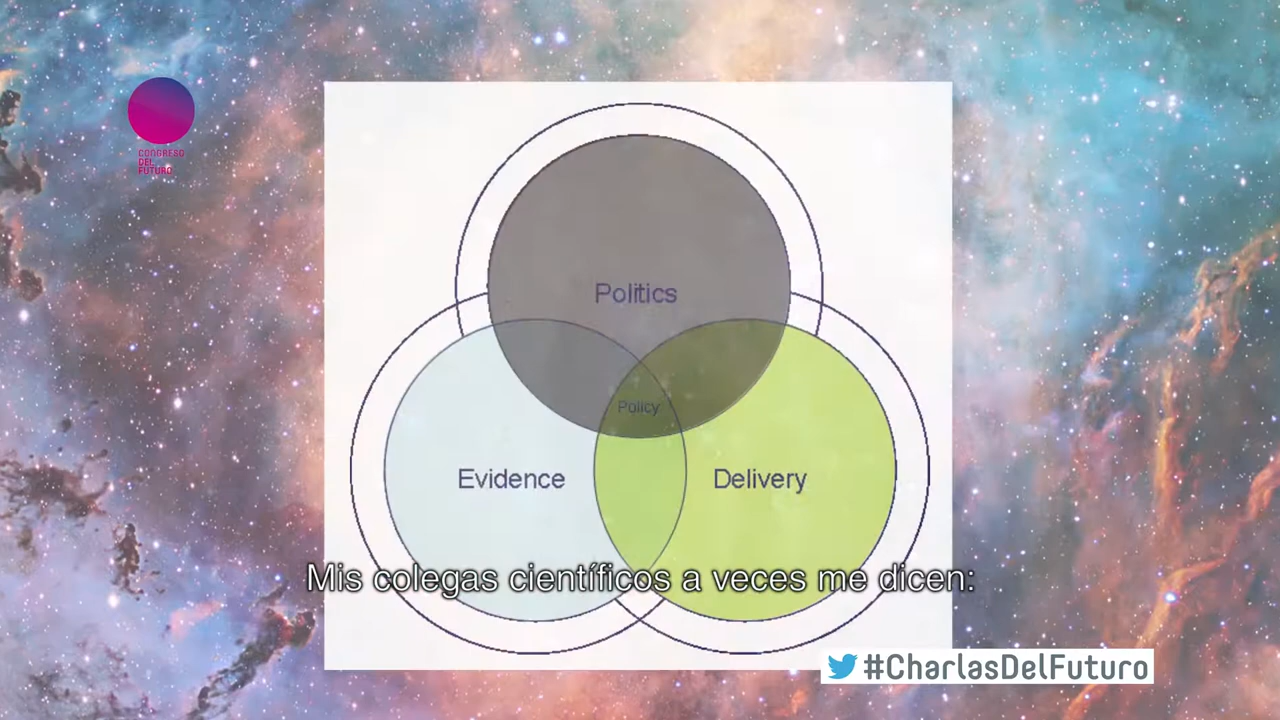 CONGRESO
DEL
FUTURO
Politics
Policy
Evidence
Delivery
Mis colegas científicos a veces me dicen:
#CharlasDelFuturo